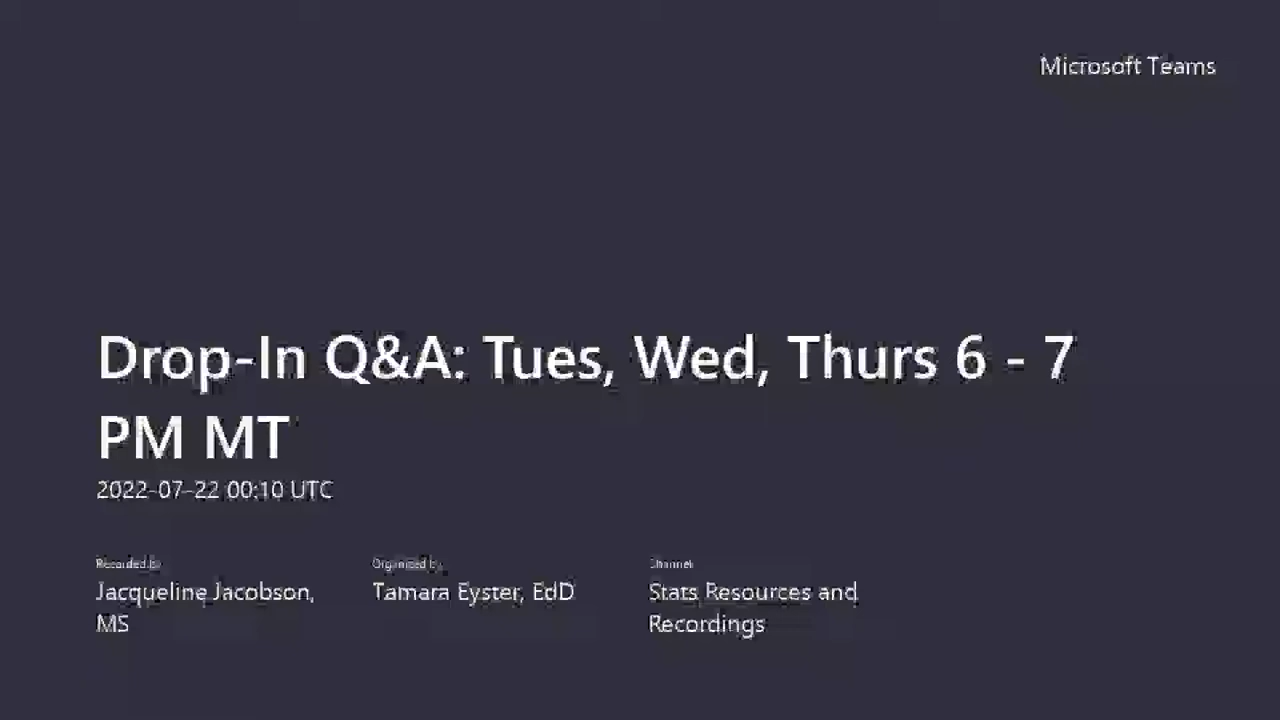 Microsoft Teams
Drop-In Q&A: Tues, Wed, Thurs 6 - 7
PM MT
2022-07-22 00:10 UTC
Recorded by
Organized by
Channel
Jacqueline Jacobson,
Tamara Eyster, EdD
Stats Resources and
MS
Recordings